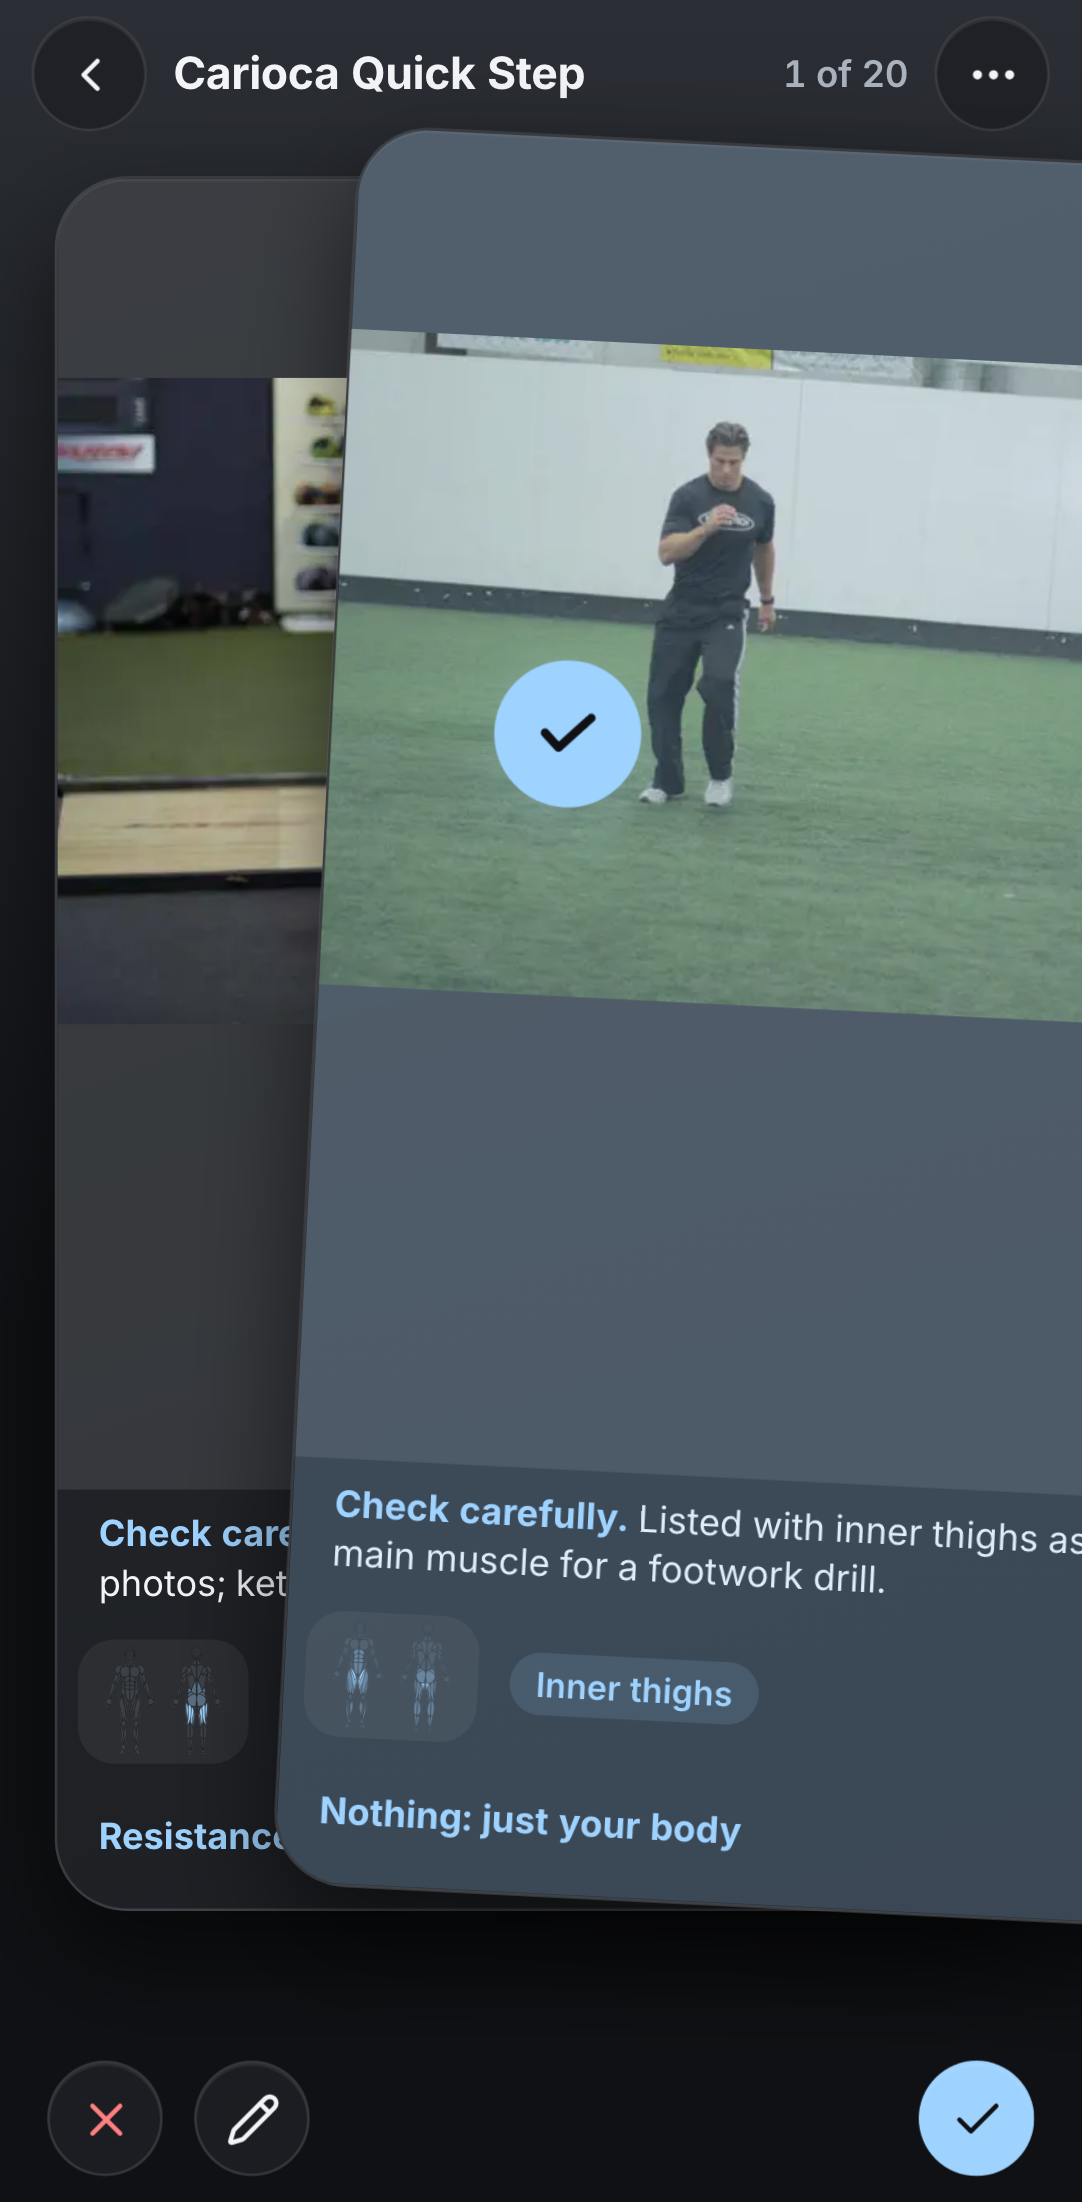 Carioca Quick Step
1 of 20
Check carefully. Listed with inner thighs as
main muscle for a footwork drill.
Inner thighs
Nothing: just your body
Check care
photos; ket
Resistanc